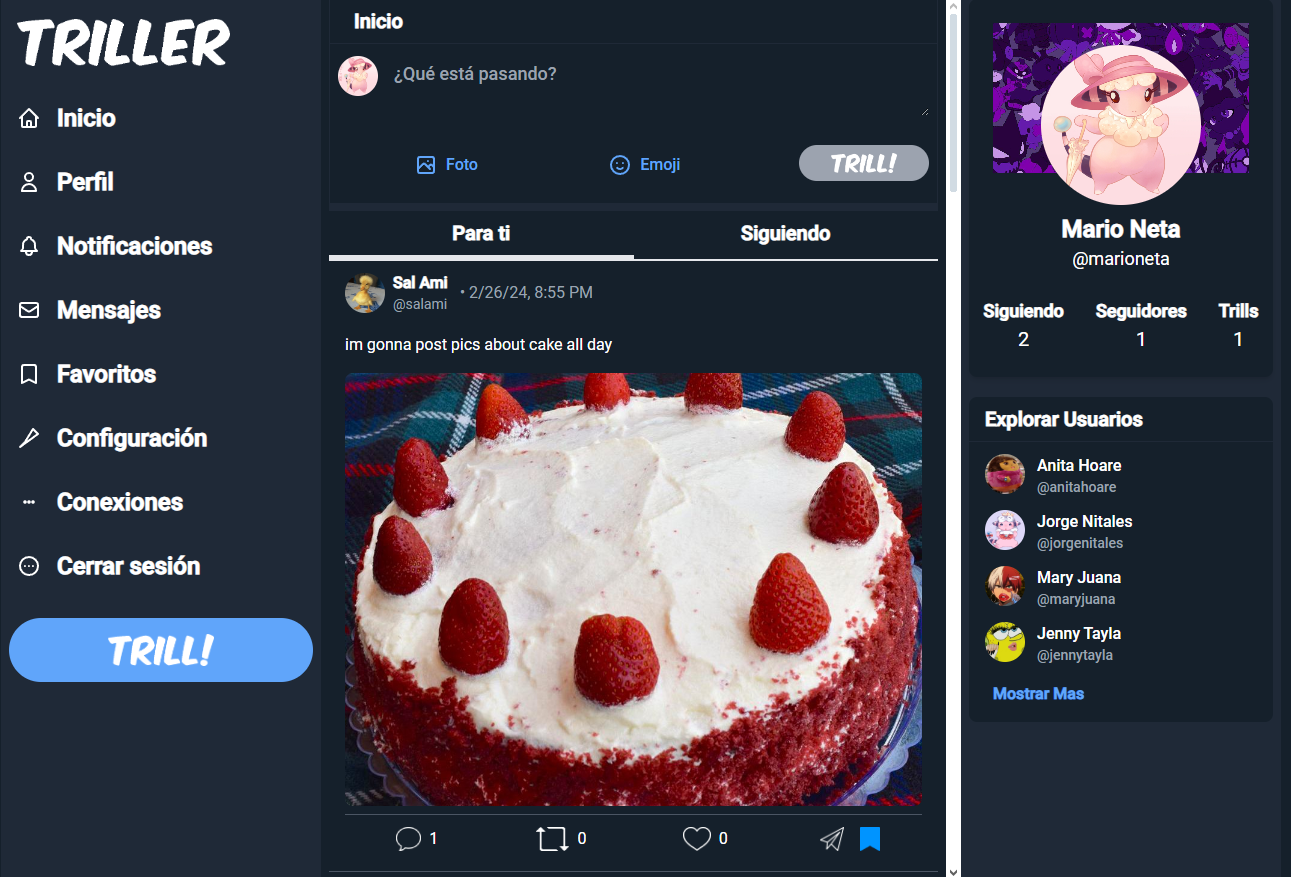 TRILLER
Inicio
Perfil
Notificaciones
Mensajes
Favoritos
Configuración
Conexiones
Cerrar sesión
TRILL!
Inicio
¿Qué está pasando?
Foto
Emoji
TRILL!
Para ti
Siguiendo
Sal Ami
@salami
• 2/26/24, 8:55 PM
im gonna post pics about cake all day
1
0
0
Mario Neta
@marioneta
Siguiendo Seguidores Trills
2 1 1
Explorar Usuarios
Anita Hoare
@anitahoare
Jorge Nitales
@jorgenitales
Mary Juana
@maryjuana
Jenny Tayla
@jennytayla
Mostrar Mas